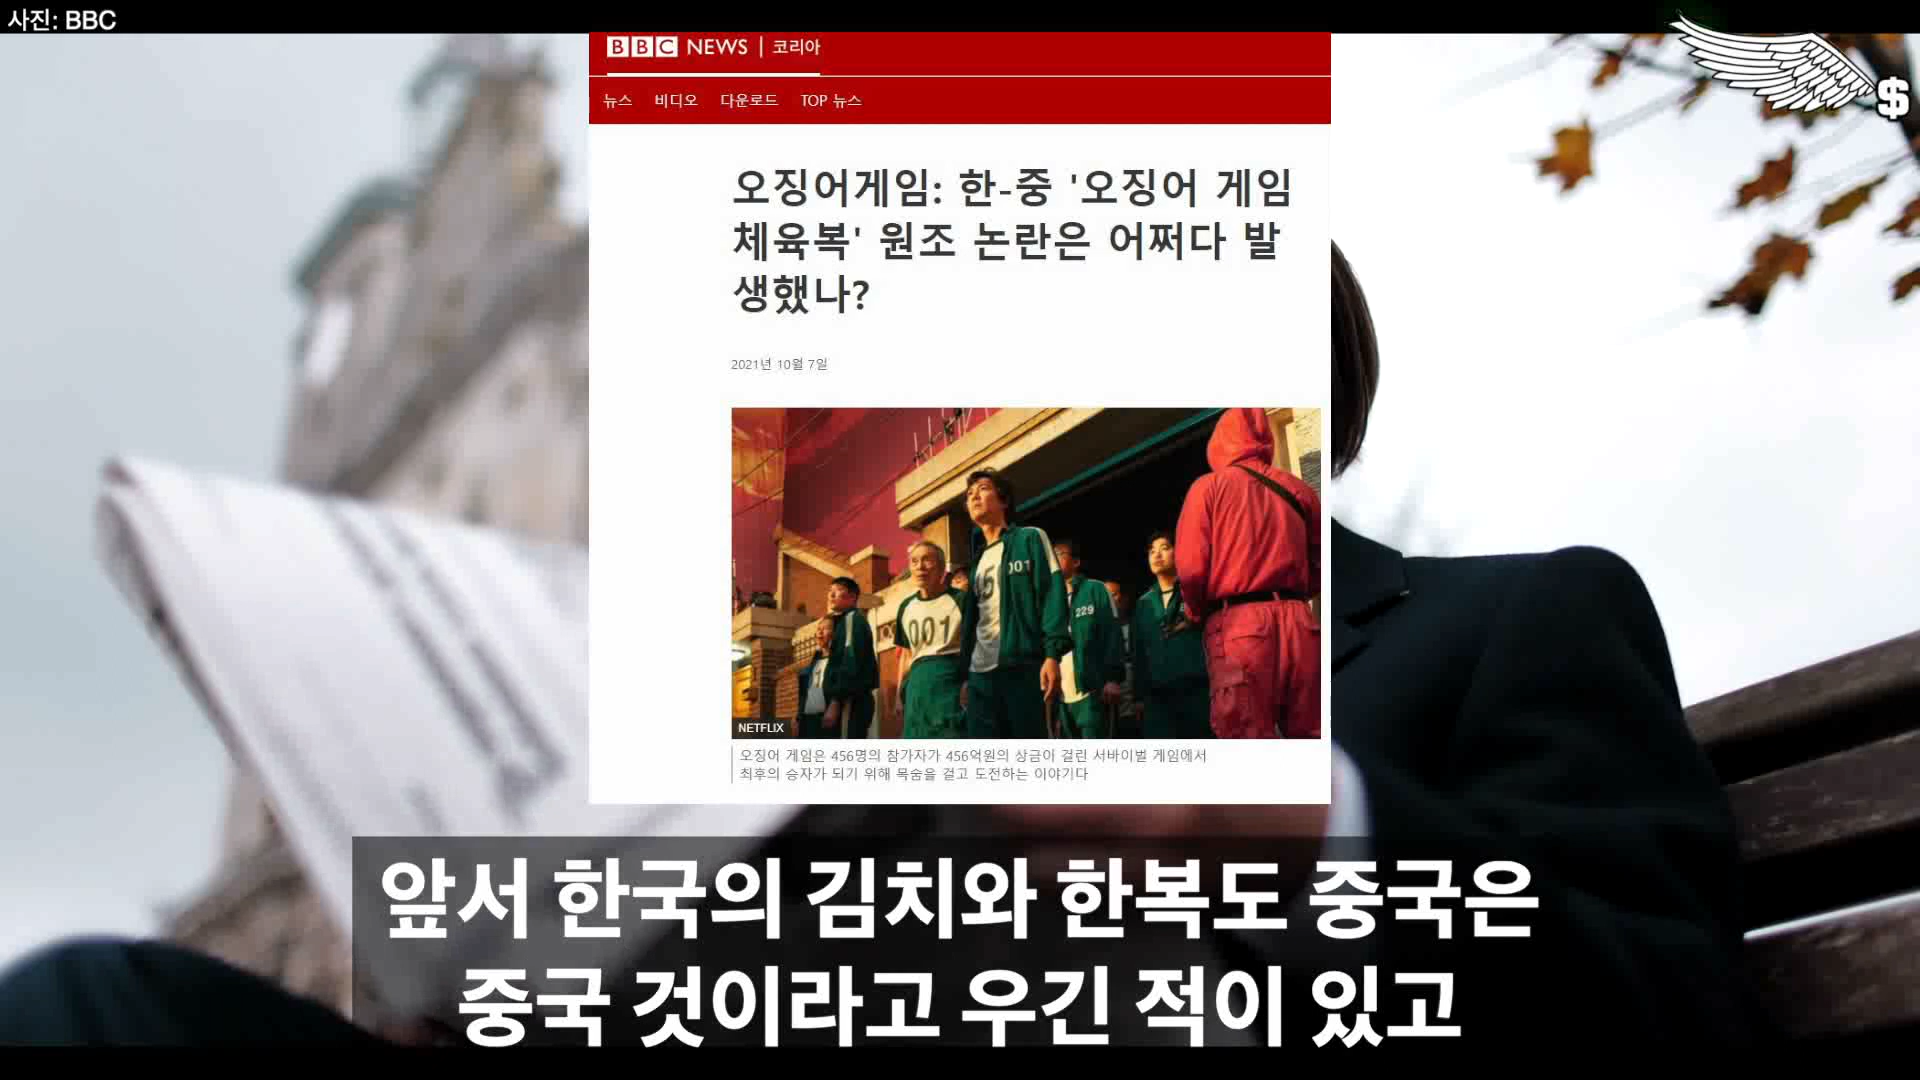 사진: BBC
BBC NEWS | 코리아
뉴스 비디오 다운로드 TOP 뉴스
오징어게임: 한-중 '오징어 게임
체육복' 원조 논란은 어쩌다 발
생했나?
2021년 10월 7일
001
001
229
NETFLIX
오징어 게임은 456명의 참가자가 456억원의 상금이 걸린 서바이벌 게임에서
최후의 승자가 되기 위해 목숨을 걸고 도전하는 이야기다
앞서 한국의 김치와 한복도 중국은
중국 것이라고 우긴 적이 있고
$